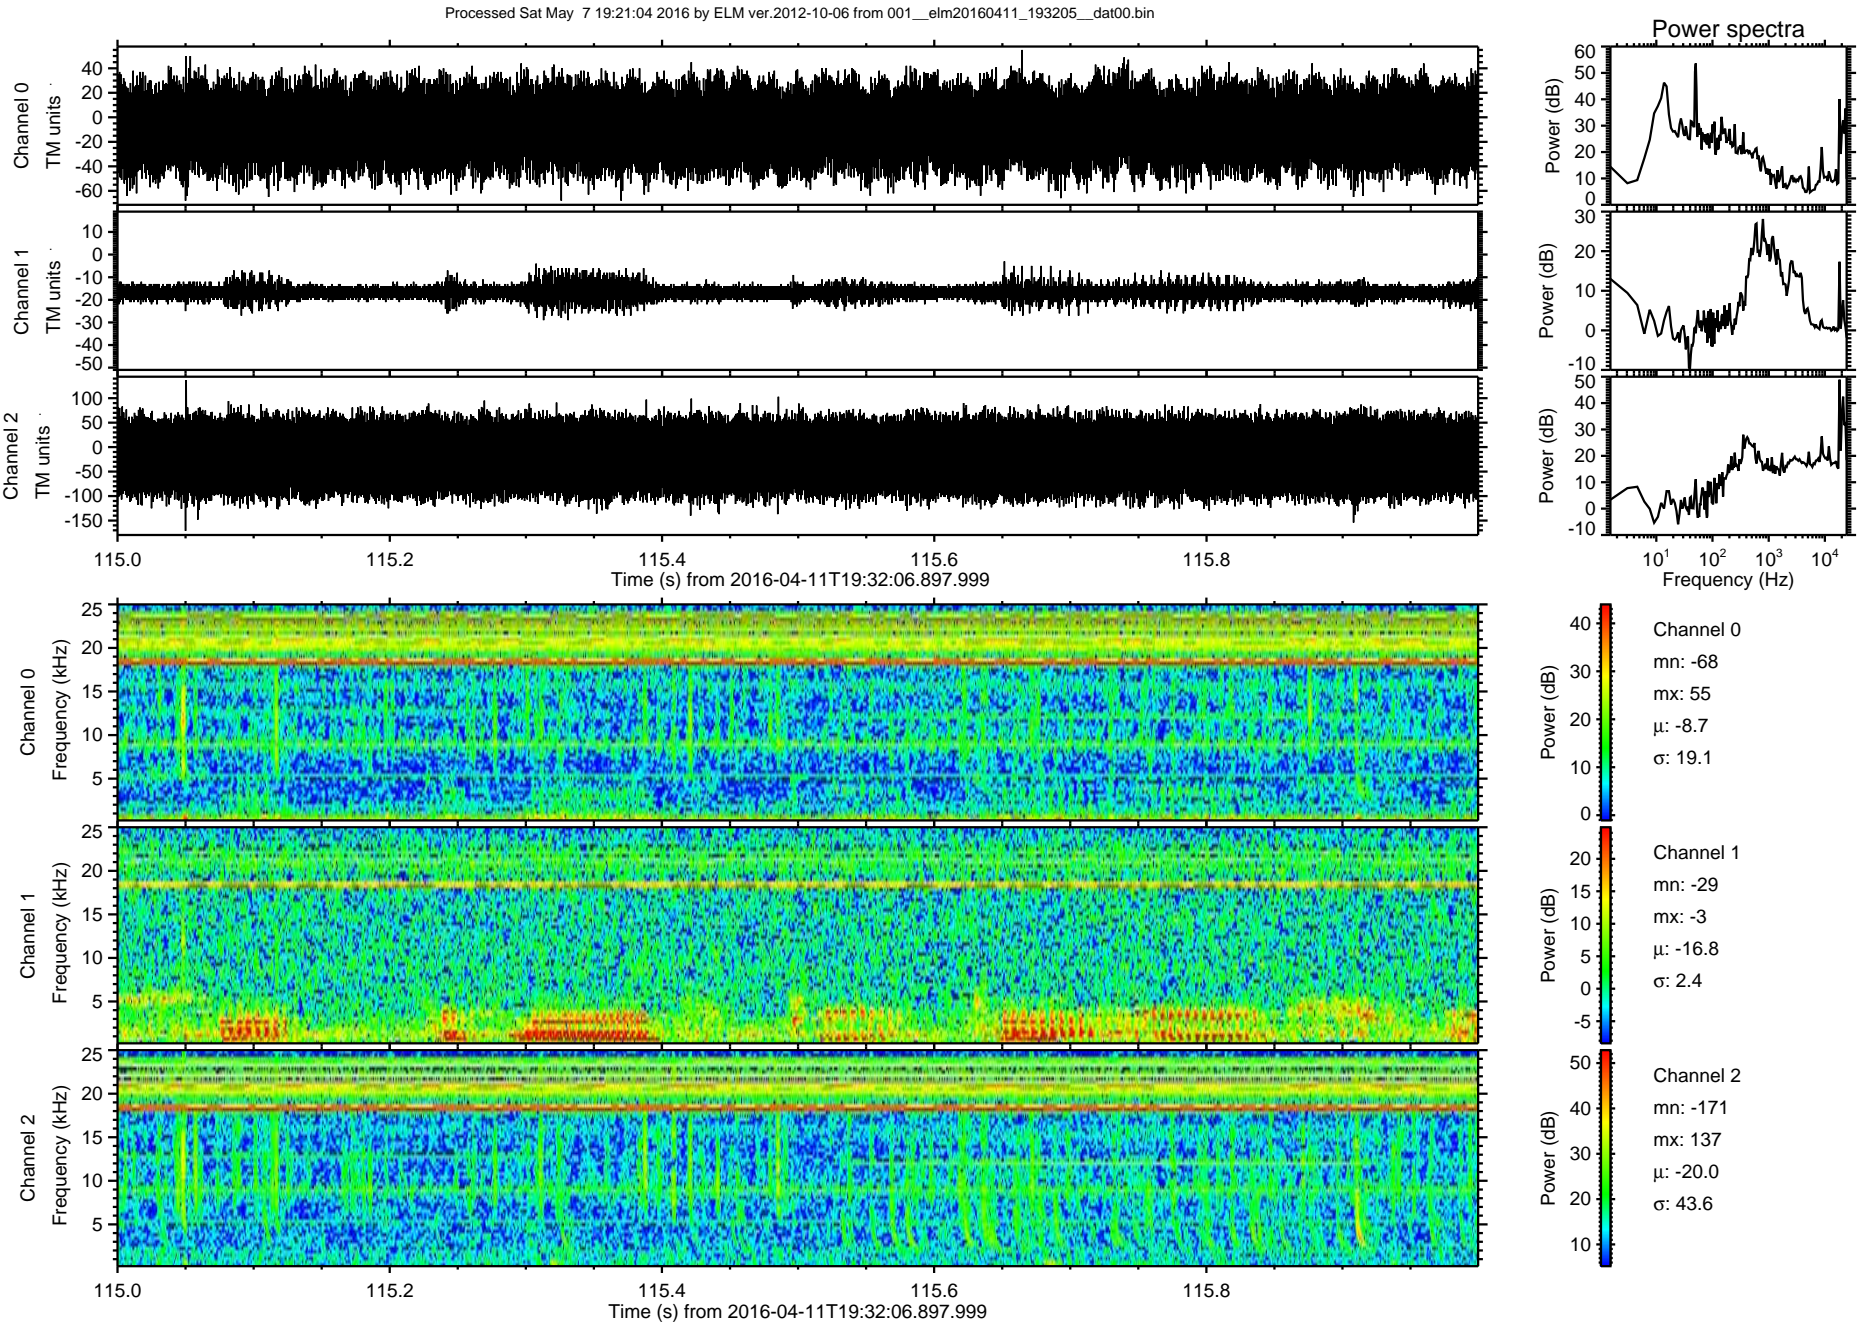 Processed Sat May  7 19:21:04 2016 by ELM ver.2012-10-06 from 001__elm20160411_193205__dat00.bin
Power spectra
Channel 0
TM units
40
20
0
-20
-40
-60
Power (dB)
60
50
40
30
20
10
0
Channel 1
TM units
10
0
-10
-20
-30
-40
-50
Power (dB)
30
20
10
0
-10
Channel 2
TM units
100
50
0
-50
-100
-150
Power (dB)
50
40
30
20
10
0
-10
115.0 115.2 115.4 115.6 115.8
Time (s) from 2016-04-11T19:32:06.897.999
10^1 10^2 10^3 10^4
Frequency (Hz)
Channel 0
Frequency (kHz)
25
20
15
10
5
Power (dB)
40
30
20
10
0
Channel 0
mn: -68
mx: 55
μ: -8.7
σ: 19.1
Channel 1
Frequency (kHz)
25
20
15
10
5
Power (dB)
20
15
10
5
0
-5
Channel 1
mn: -29
mx: -3
μ: -16.8
σ: 2.4
Channel 2
Frequency (kHz)
25
20
15
10
5
Power (dB)
50
40
30
20
10
Channel 2
mn: -171
mx: 137
μ: -20.0
σ: 43.6
115.0 115.2 115.4 115.6 115.8
Time (s) from 2016-04-11T19:32:06.897.999